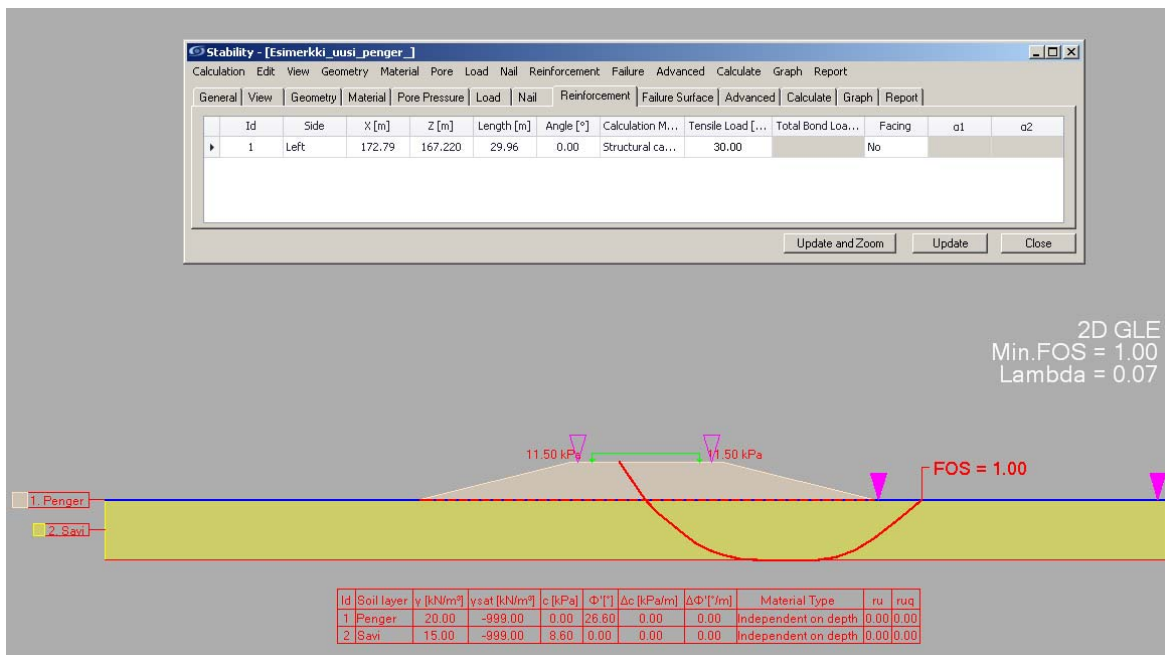 Stability - [Esimerkki_uusi_penger_]
Calculation Edit View Geometry Material Pore Load Nail Reinforcement Failure Advanced Calculate Graph Report
General View Geometry Material Pore Pressure Load Nail Reinforcement Failure Surface Advanced Calculate Graph Report
Id Side X [m] Z [m] Length [m] Angle [°] Calculation M... Tensile Load [... Total Bond Loa... Facing α1 α2
1 Left 172.79 167.220 29.96 0.00 Structural ca... 30.00 No
Update and Zoom Update Close
2D GLE
Min.FOS = 1.00
Lambda = 0.07
11.50 kPa 11.50 kPa
FOS = 1.00
1. Penger
2. Savi
Id Soil layer γ [kN/m³] γsat [kN/m³] c [kPa] Φ'[°] Δc [kPa/m] ΔΦ'[°/m] Material Type ru ruq
1 Penger 20.00 -999.00 0.00 26.60 0.00 0.00 Independent on depth 0.00 0.00
2 Savi 15.00 -999.00 8.60 0.00 0.00 0.00 Independent on depth 0.00 0.00